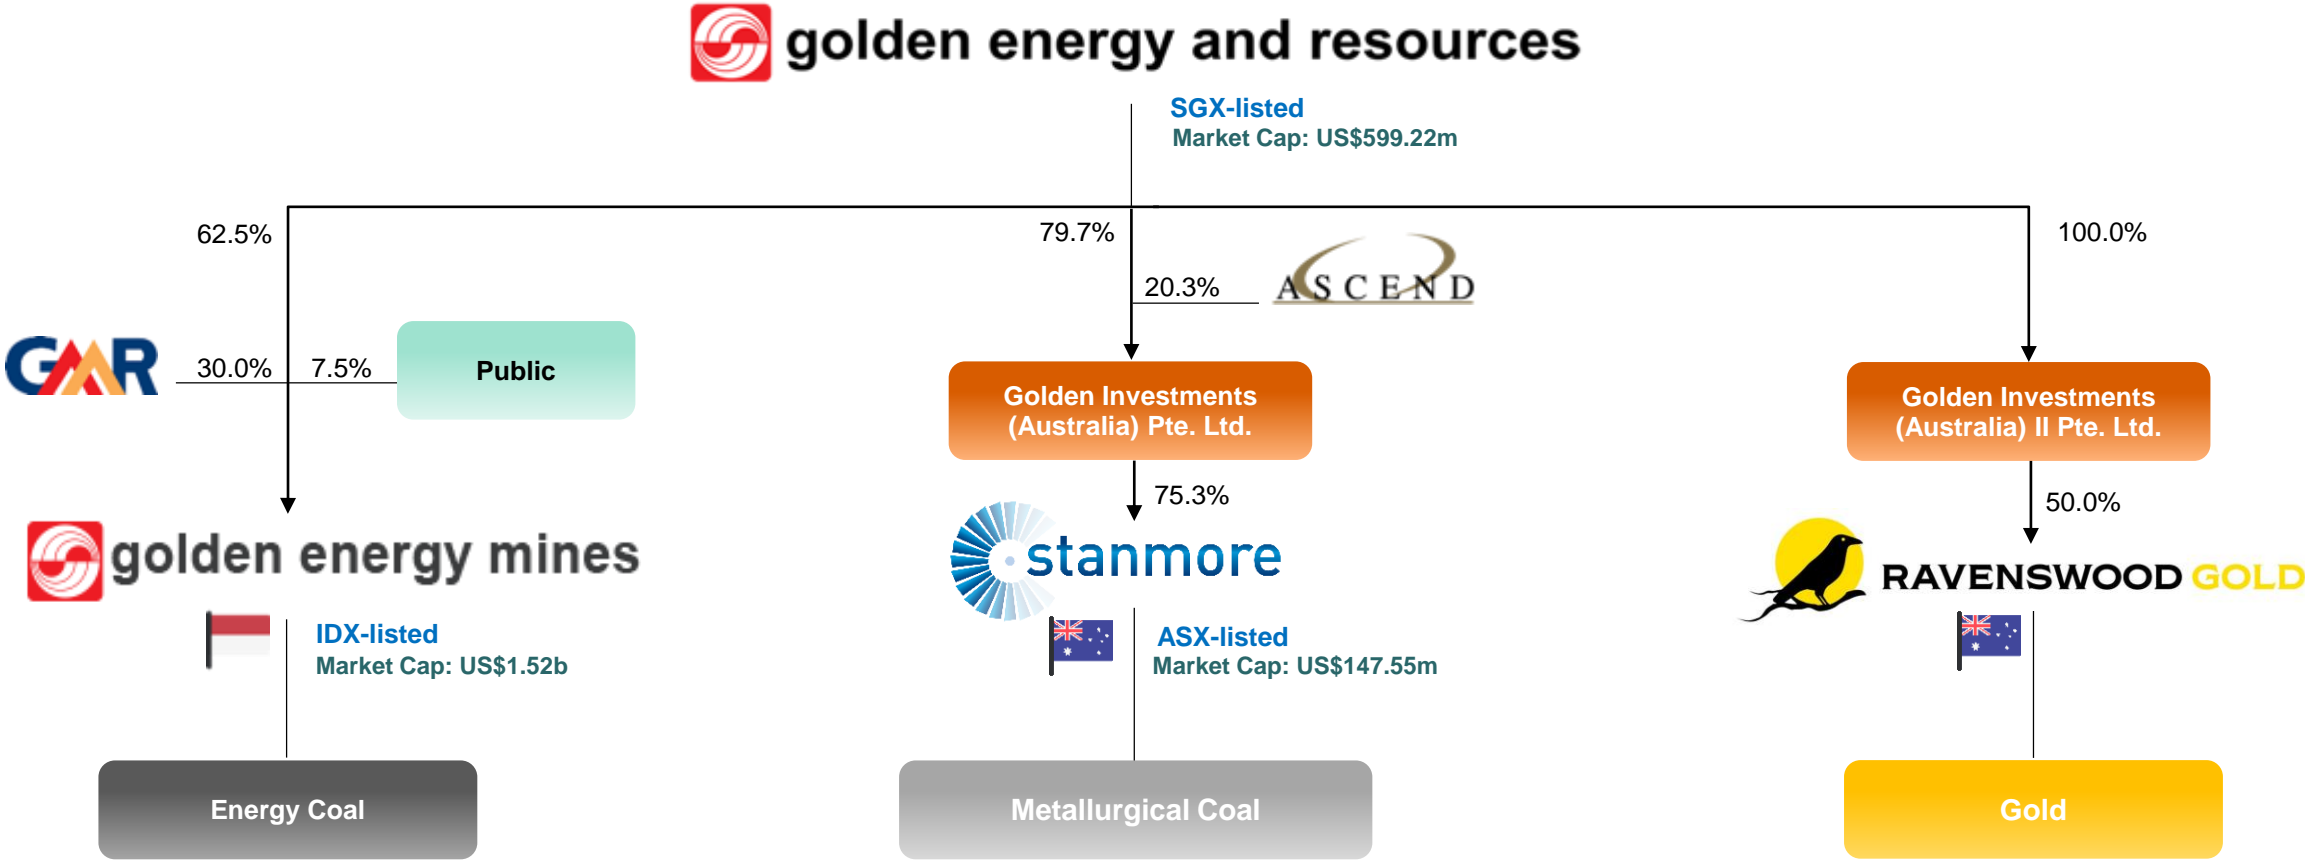 golden energy and resources
SGX-listed
Market Cap: US$599.22m
62.5%
79.7%
100.0%
20.3%
ASCEND
GMR
30.0%
7.5%
Public
Golden Investments
(Australia) Pte. Ltd.
Golden Investments
(Australia) II Pte. Ltd.
75.3%
50.0%
golden energy mines
stanmore
RAVENSWOOD GOLD
IDX-listed
Market Cap: US$1.52b
ASX-listed
Market Cap: US$147.55m
Energy Coal
Metallurgical Coal
Gold